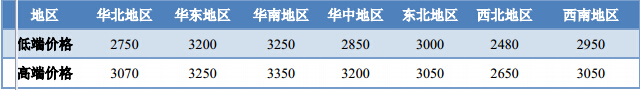 地区 华北地区 华东地区 华南地区 华中地区 东北地区 西北地区 西南地区
低端价格 2750 3200 3250 2850 3000 2480 2950
高端价格 3070 3250 3350 3200 3050 2650 3050